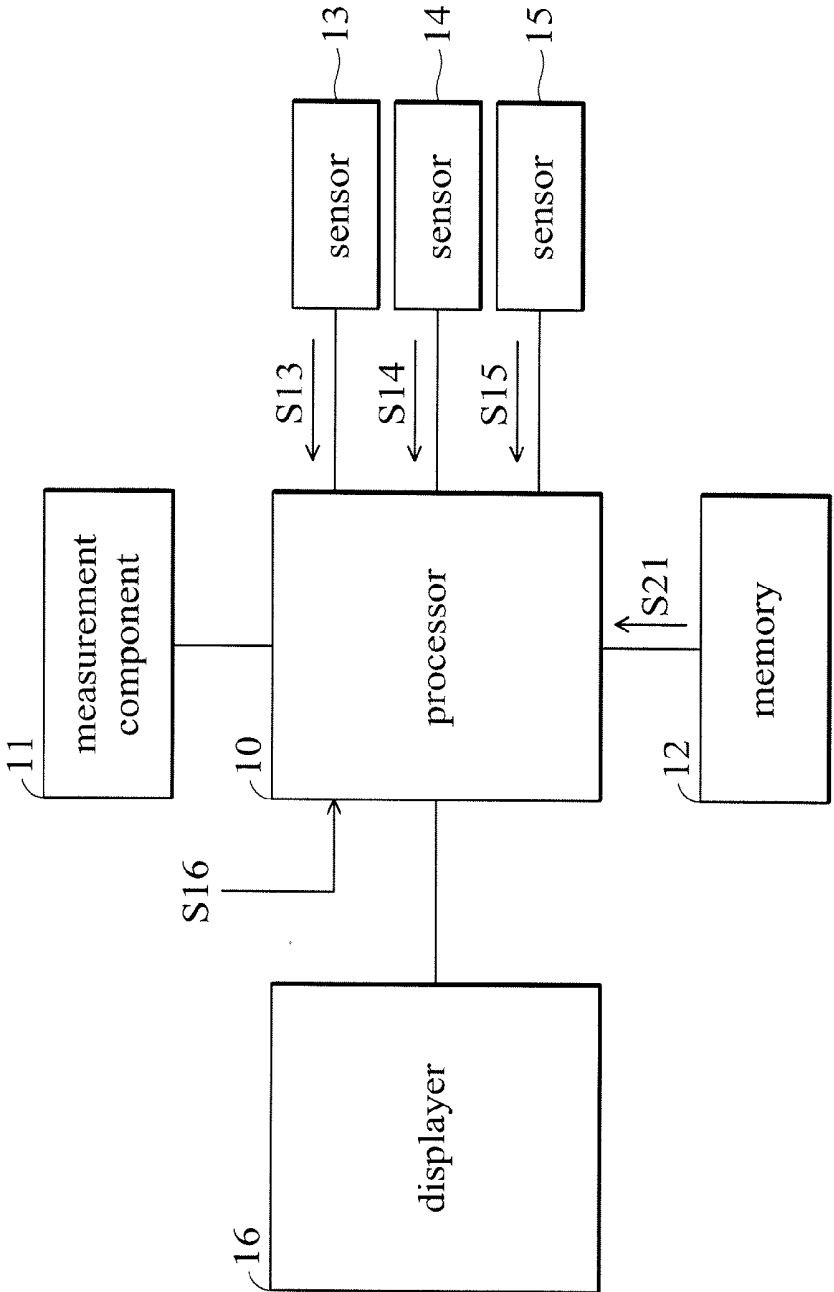 11
measurement
component
S16
16
displayer
10
processor
S13
sensor
13
S14
sensor
14
S15
sensor
15
S21
12
memory